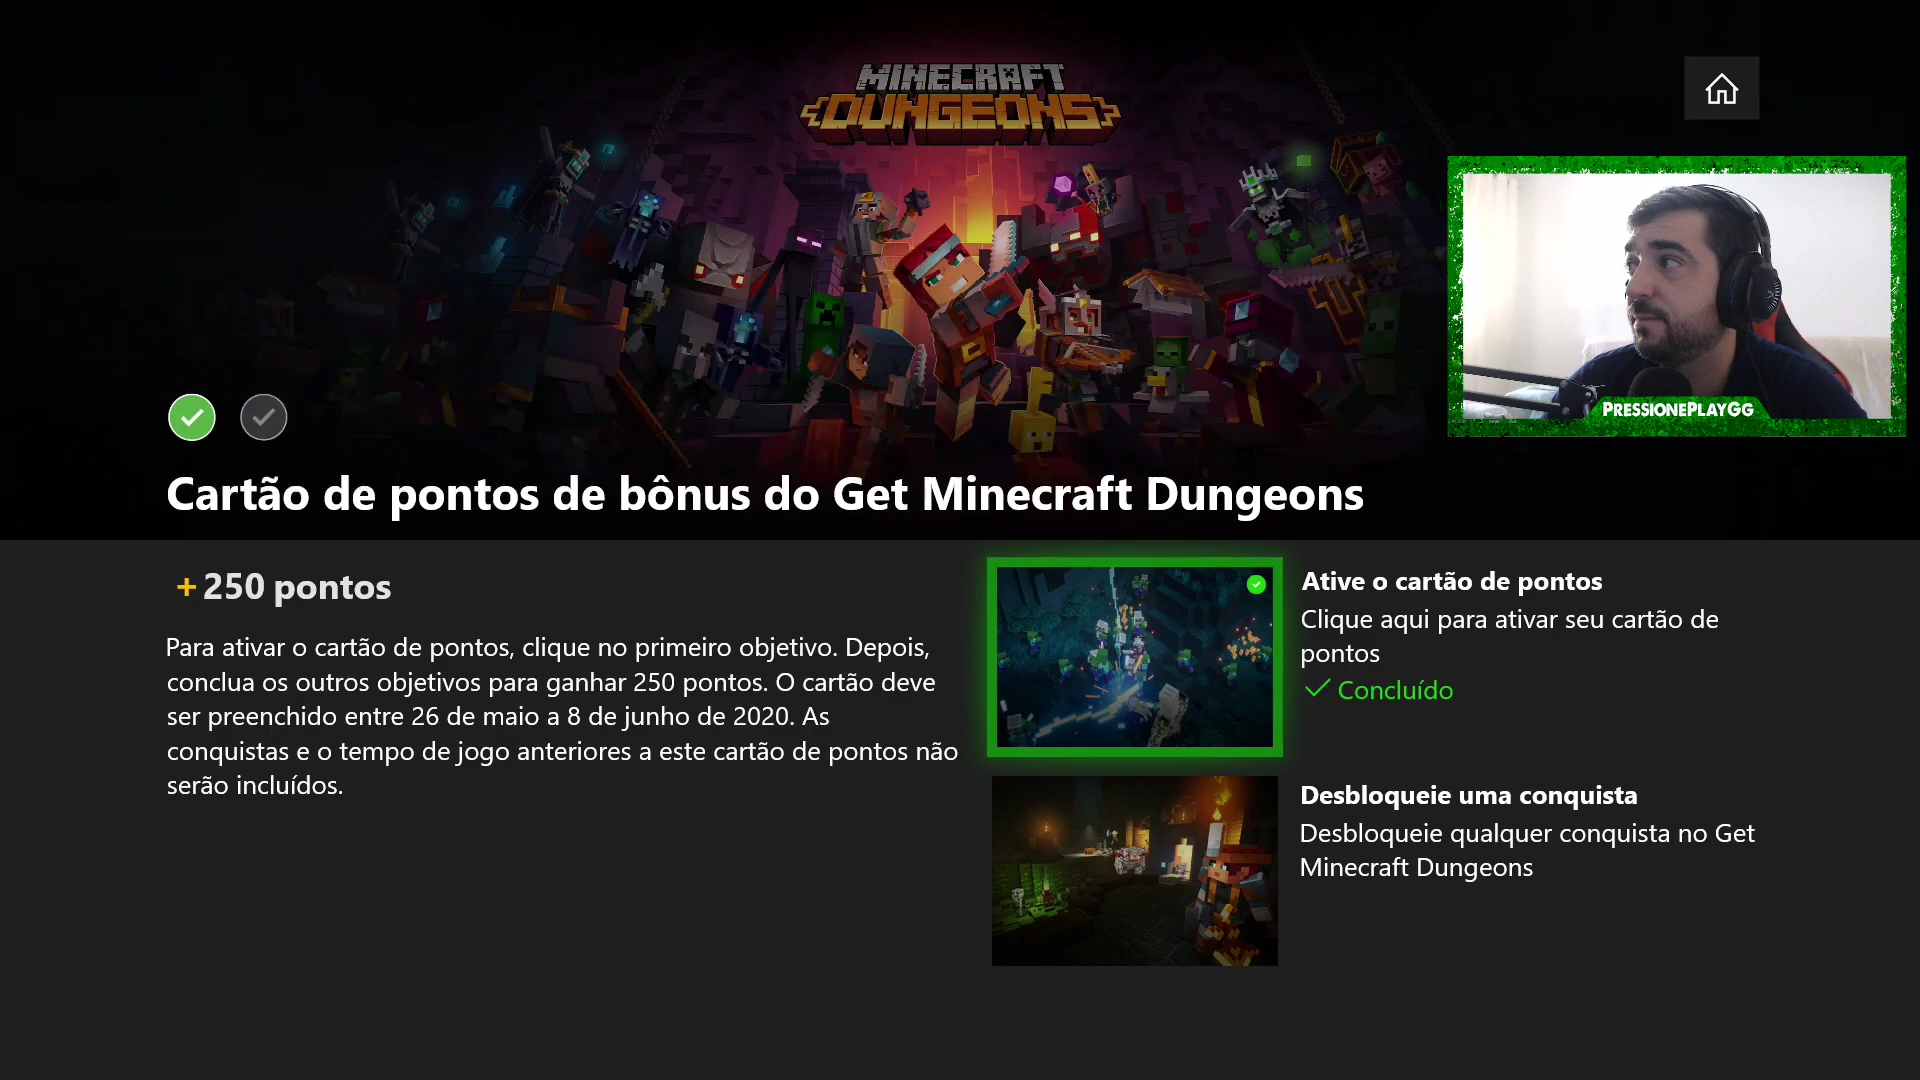 MINECRAFT
DUNGEONS
PRESSIONEPLAYGG
Cartão de pontos de bônus do Get Minecraft Dungeons
+250 pontos
Para ativar o cartão de pontos, clique no primeiro objetivo. Depois,
conclua os outros objetivos para ganhar 250 pontos. O cartão deve
ser preenchido entre 26 de maio a 8 de junho de 2020. As
conquistas e o tempo de jogo anteriores a este cartão de pontos não
serão incluídos.
Ative o cartão de pontos
Clique aqui para ativar seu cartão de
pontos
Concluído
Desbloqueie uma conquista
Desbloqueie qualquer conquista no Get
Minecraft Dungeons